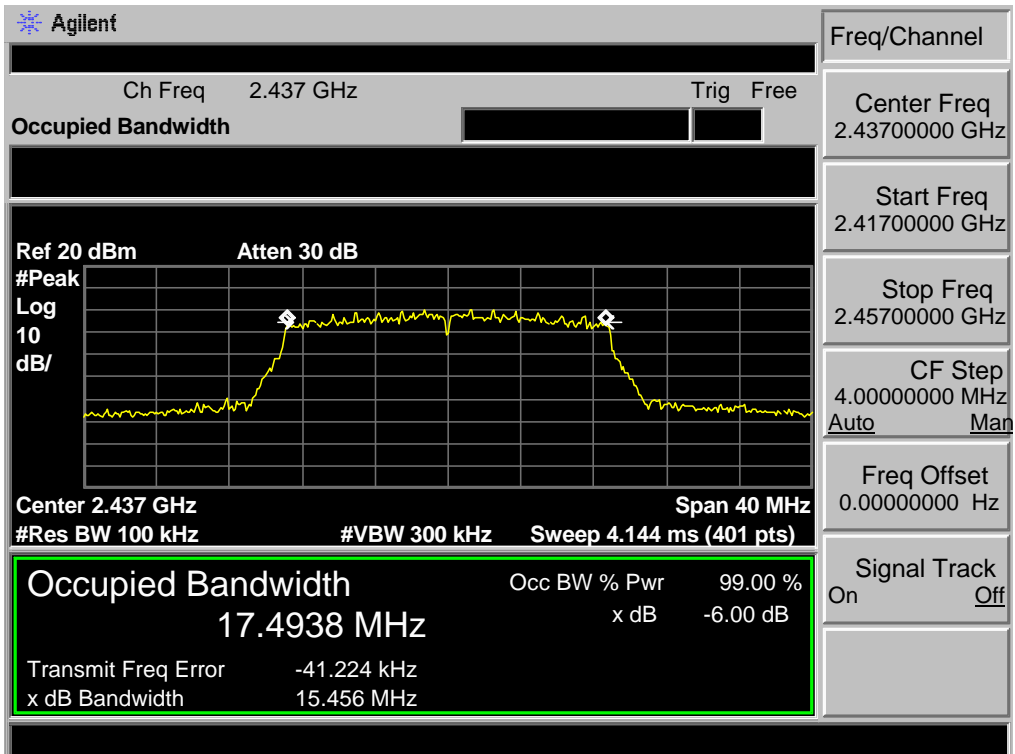 Agilent
Freq/Channel
Ch Freq 2.437 GHz Trig Free
Occupied Bandwidth
Center Freq
2.43700000 GHz
Start Freq
2.41700000 GHz
Ref 20 dBm Atten 30 dB
#Peak
Log
10
dB/
Stop Freq
2.45700000 GHz
CF Step
4.00000000 MHz
Auto Man
Center 2.437 GHz Span 40 MHz
#Res BW 100 kHz #VBW 300 kHz Sweep 4.144 ms (401 pts)
Freq Offset
0.00000000 Hz
Occupied Bandwidth Occ BW % Pwr 99.00 %
17.4938 MHz x dB -6.00 dB
Signal Track
On Off
Transmit Freq Error -41.224 kHz
x dB Bandwidth 15.456 MHz